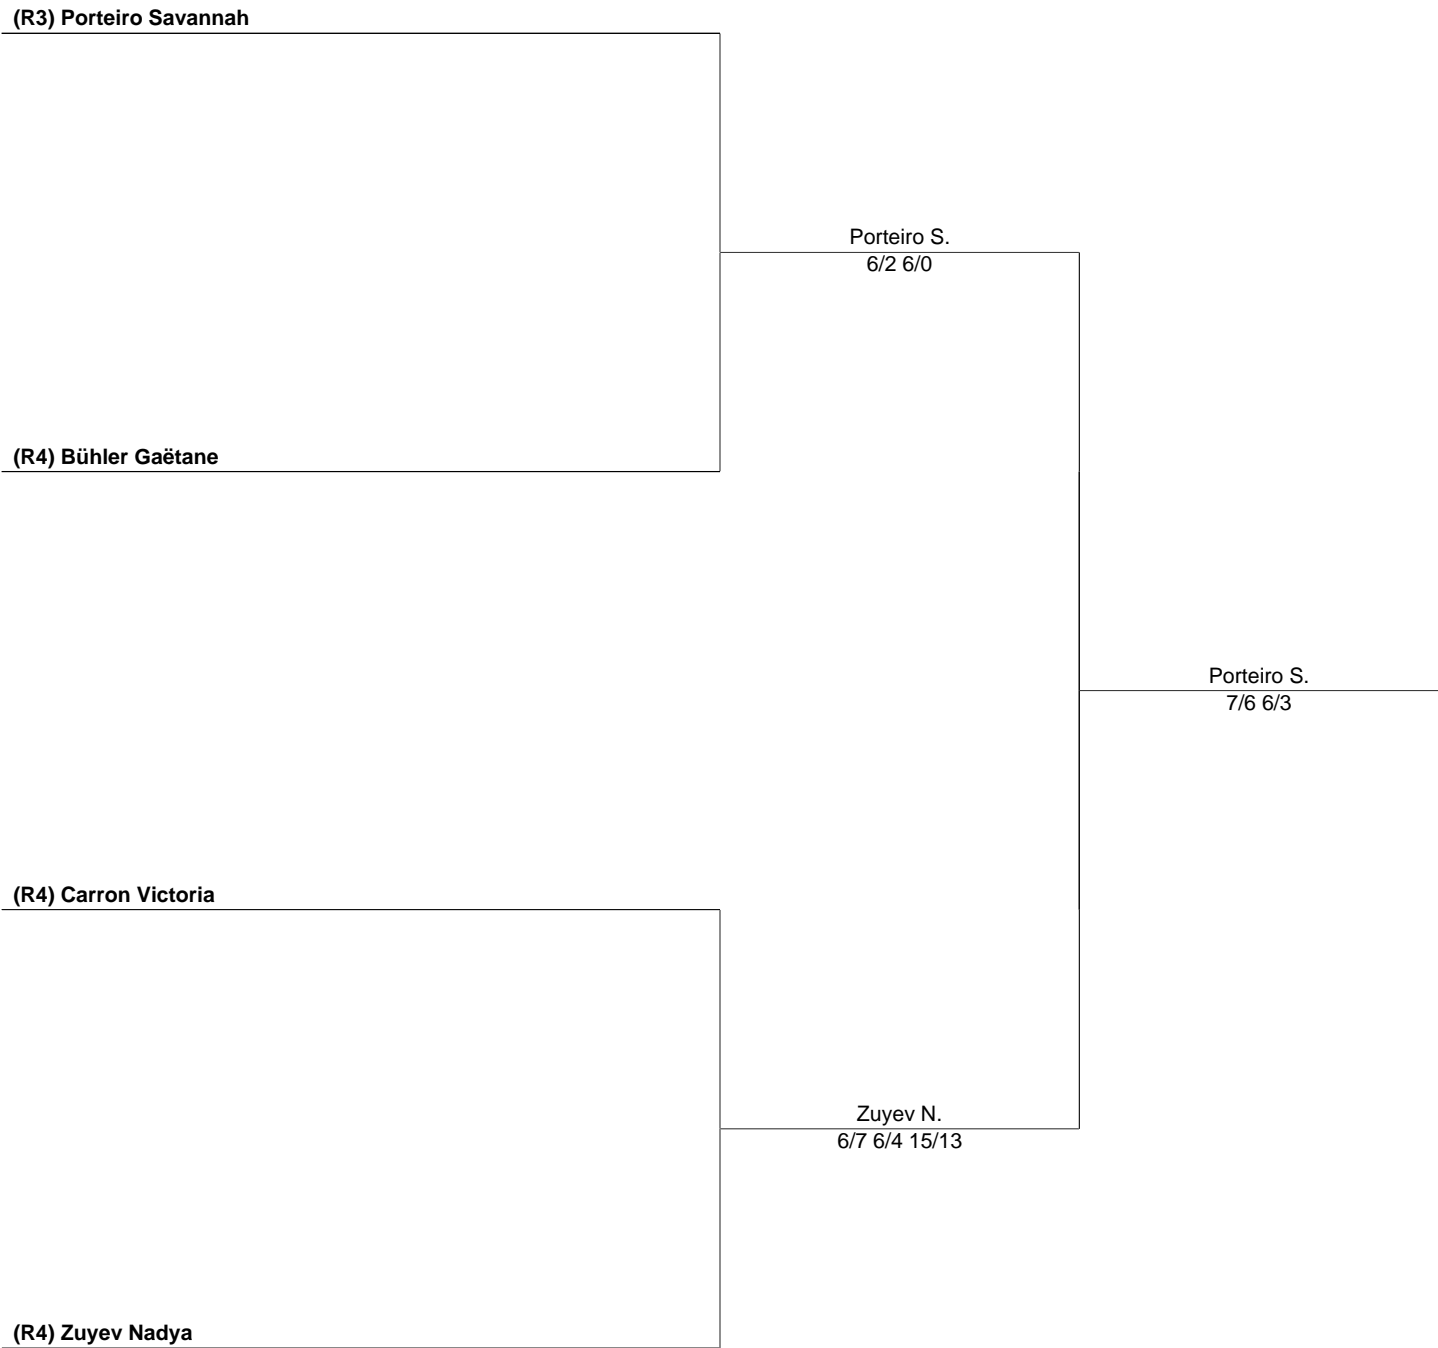 (R3) Porteiro Savannah
Porteiro S.
6/2 6/0
(R4) Bühler Gaëtane
Porteiro S.
7/6 6/3
(R4) Carron Victoria
Zuyev N.
6/7 6/4 15/13
(R4) Zuyev Nadya